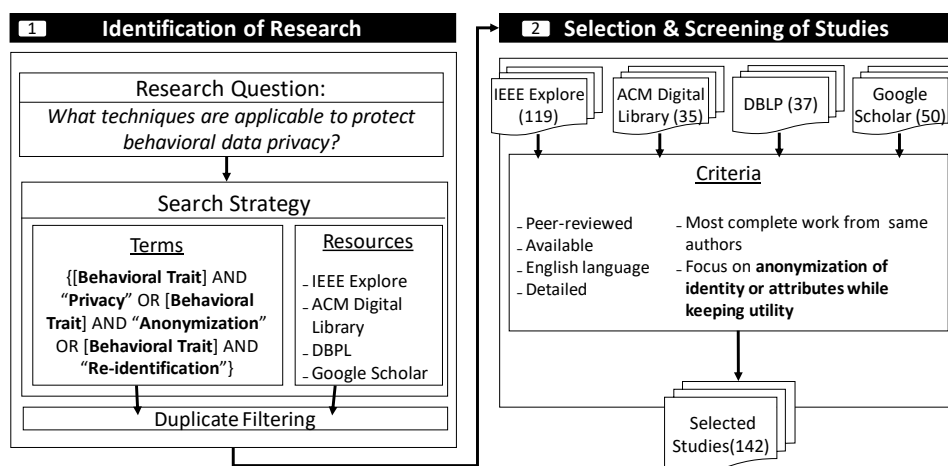 1 Identification of Research
Research Question:
What techniques are applicable to protect
behavioral data privacy?
Search Strategy
Terms
{[Behavioral Trait] AND
“Privacy” OR [Behavioral
Trait] AND “Anonymization”
OR [Behavioral Trait] AND
“Re-identification”}
Resources
- IEEE Explore
- ACM Digital
Library
- DBPL
- Google Scholar
Duplicate Filtering
2 Selection & Screening of Studies
IEEE Explore
(119)
ACM Digital
Library (35)
DBLP (37)
Google
Scholar (50)
Criteria
- Peer-reviewed
- Available
- English language
- Detailed
- Most complete work from same
authors
- Focus on anonymization of
identity or attributes while
keeping utility
Selected
Studies(142)